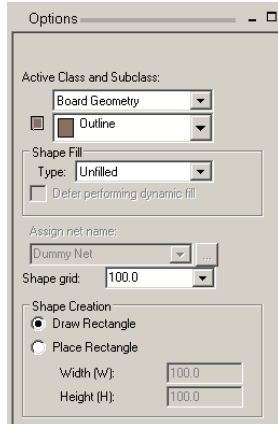 Options
Active Class and Subclass:
Board Geometry
Outline
Shape Fill
Type: Unfilled
Defer performing dynamic fill
Assign net name:
Dummy Net ...
Shape grid: 100.0
Shape Creation
Draw Rectangle
Place Rectangle
Width (W): 100.0
Height (H): 100.0